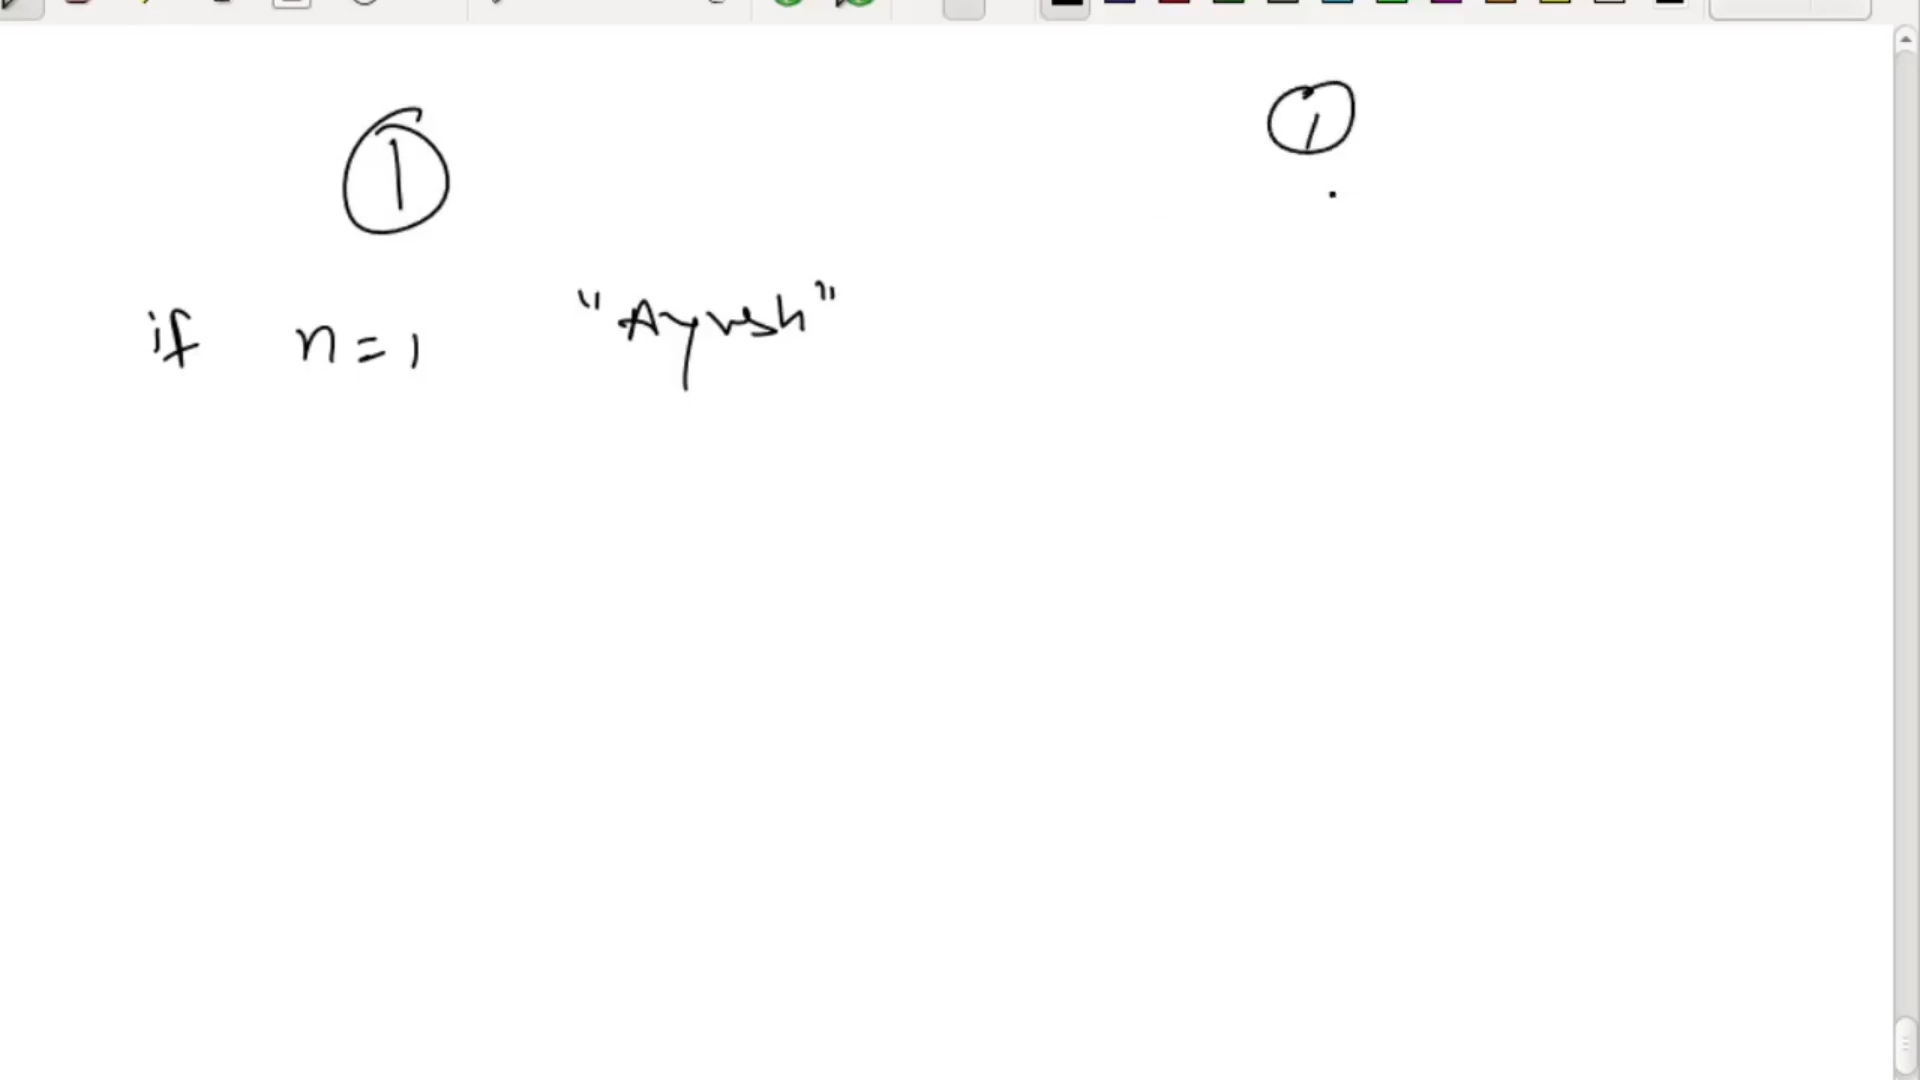 ① ①
if n=1 "Ayush"